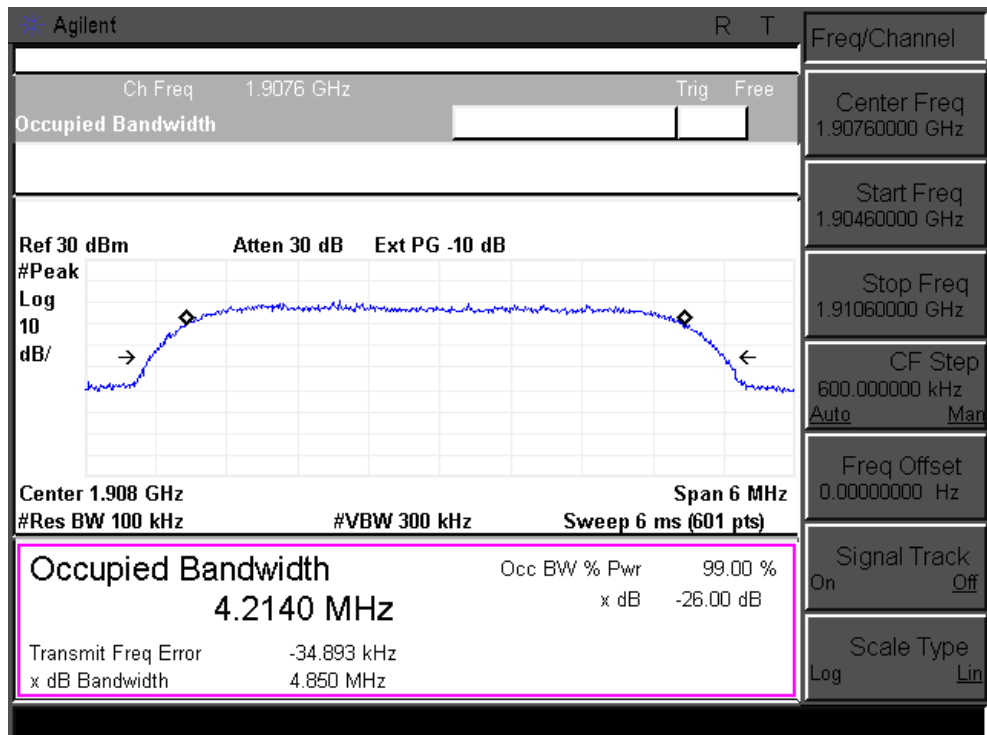 Agilent R T
Ch Freq 1.9076 GHz Trig Free
Occupied Bandwidth
Ref 30 dBm Atten 30 dB Ext PG -10 dB
#Peak
Log
10
dB/
Center 1.908 GHz Span 6 MHz
#Res BW 100 kHz #VBW 300 kHz Sweep 6 ms (601 pts)
Occupied Bandwidth
4.2140 MHz
Occ BW % Pwr 99.00 %
x dB -26.00 dB
Transmit Freq Error -34.893 kHz
x dB Bandwidth 4.850 MHz
Freq/Channel
Center Freq
1.90760000 GHz
Start Freq
1.90460000 GHz
Stop Freq
1.91060000 GHz
CF Step
600.000000 kHz
Auto Man
Freq Offset
0.00000000 Hz
Signal Track
On Off
Scale Type
Log Lin